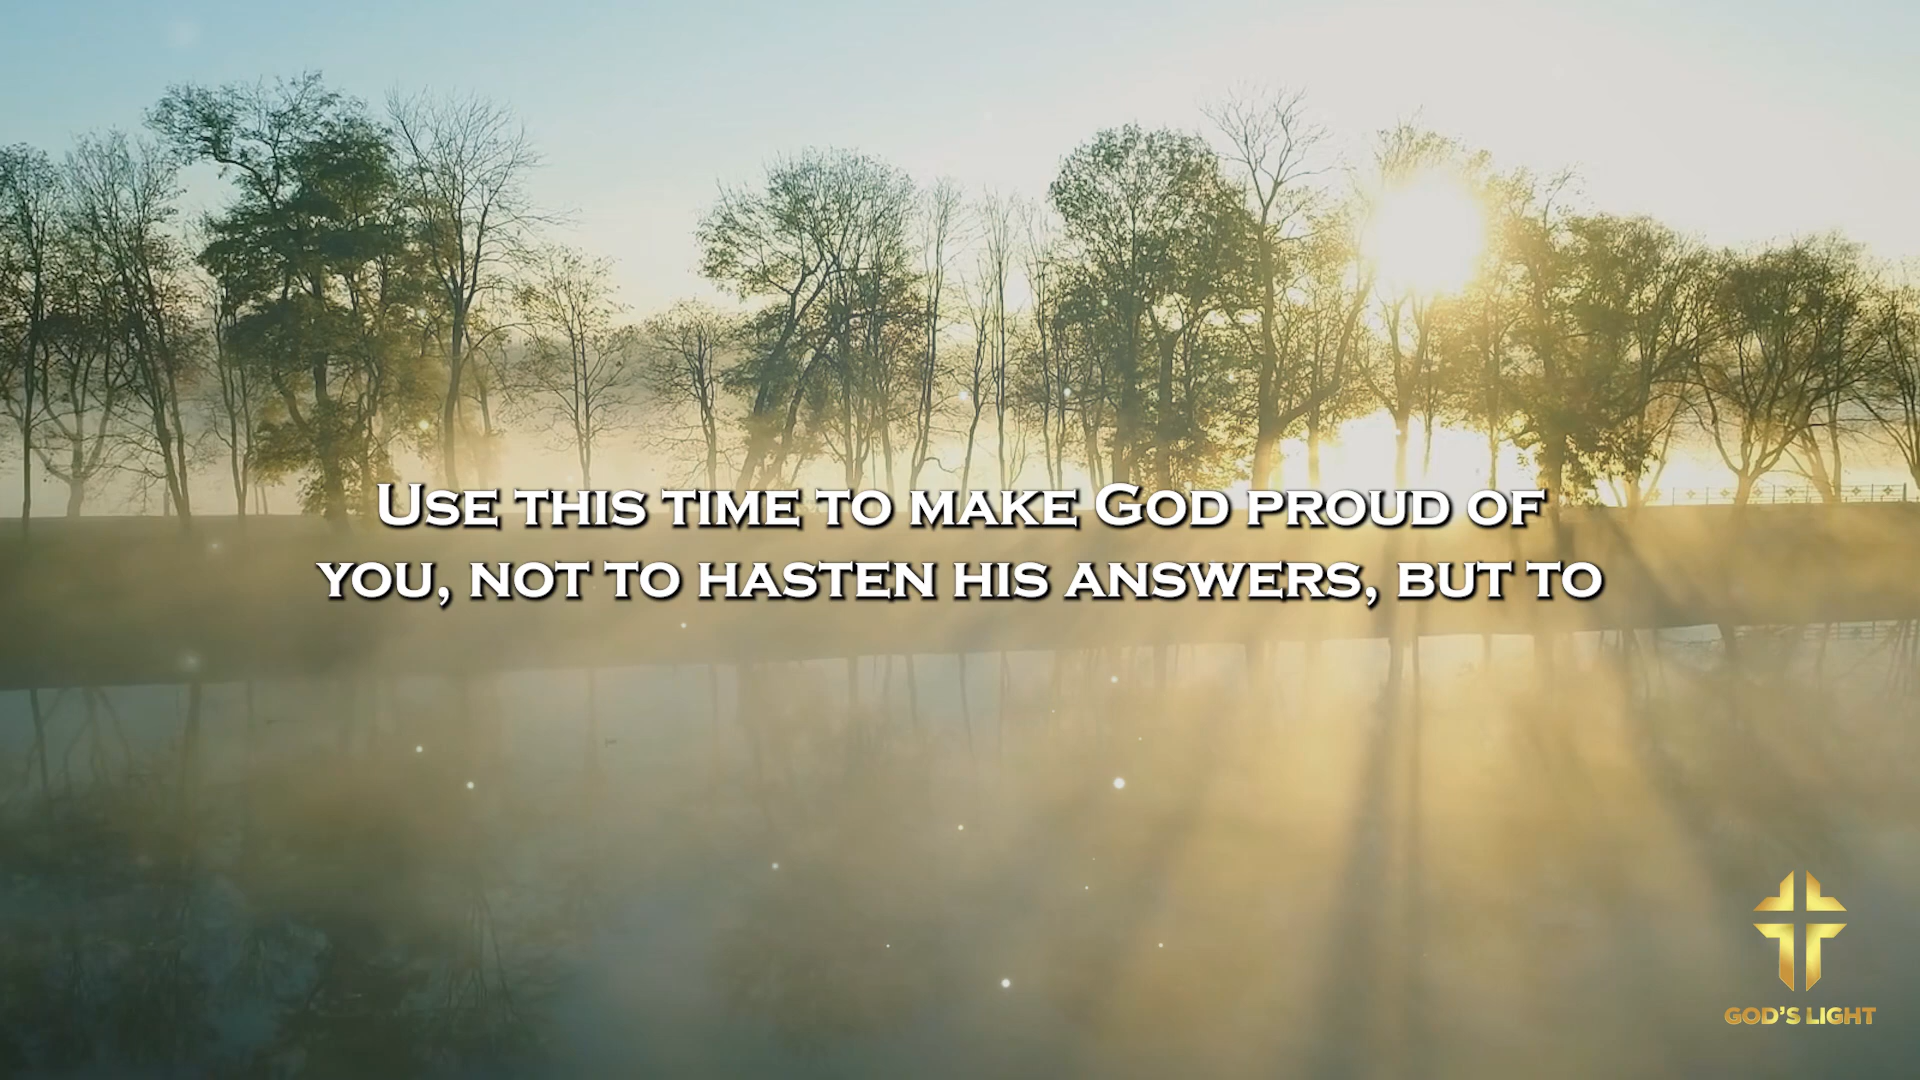 Use this time to make God proud of
you, not to hasten his answers, but to
GOD'S LIGHT